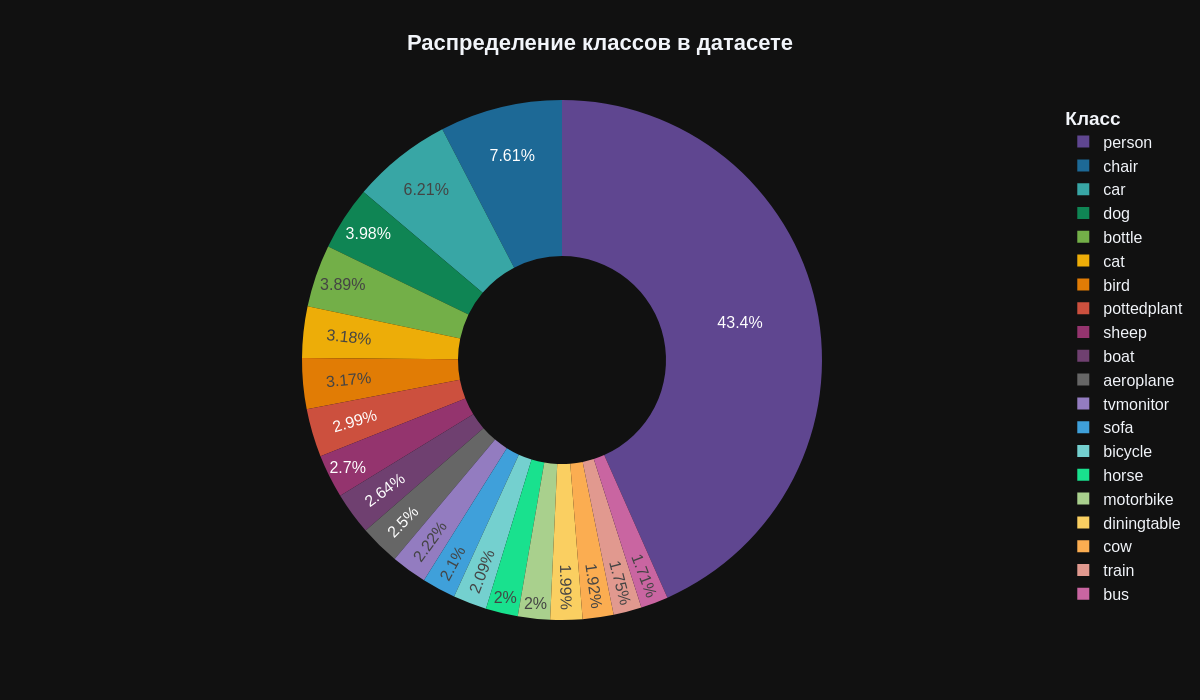 Распределение классов в датасете
7.61%
6.21%
3.98%
3.89%
3.18%
3.17%
2.99%
2.7%
2.64%
2.5%
2.22%
2.1%
2.09%
2%
2%
1.99%
1.92%
1.75%
1.71%
43.4%
Класс
person
chair
car
dog
bottle
cat
bird
pottedplant
sheep
boat
aeroplane
tvmonitor
sofa
bicycle
horse
motorbike
diningtable
cow
train
bus